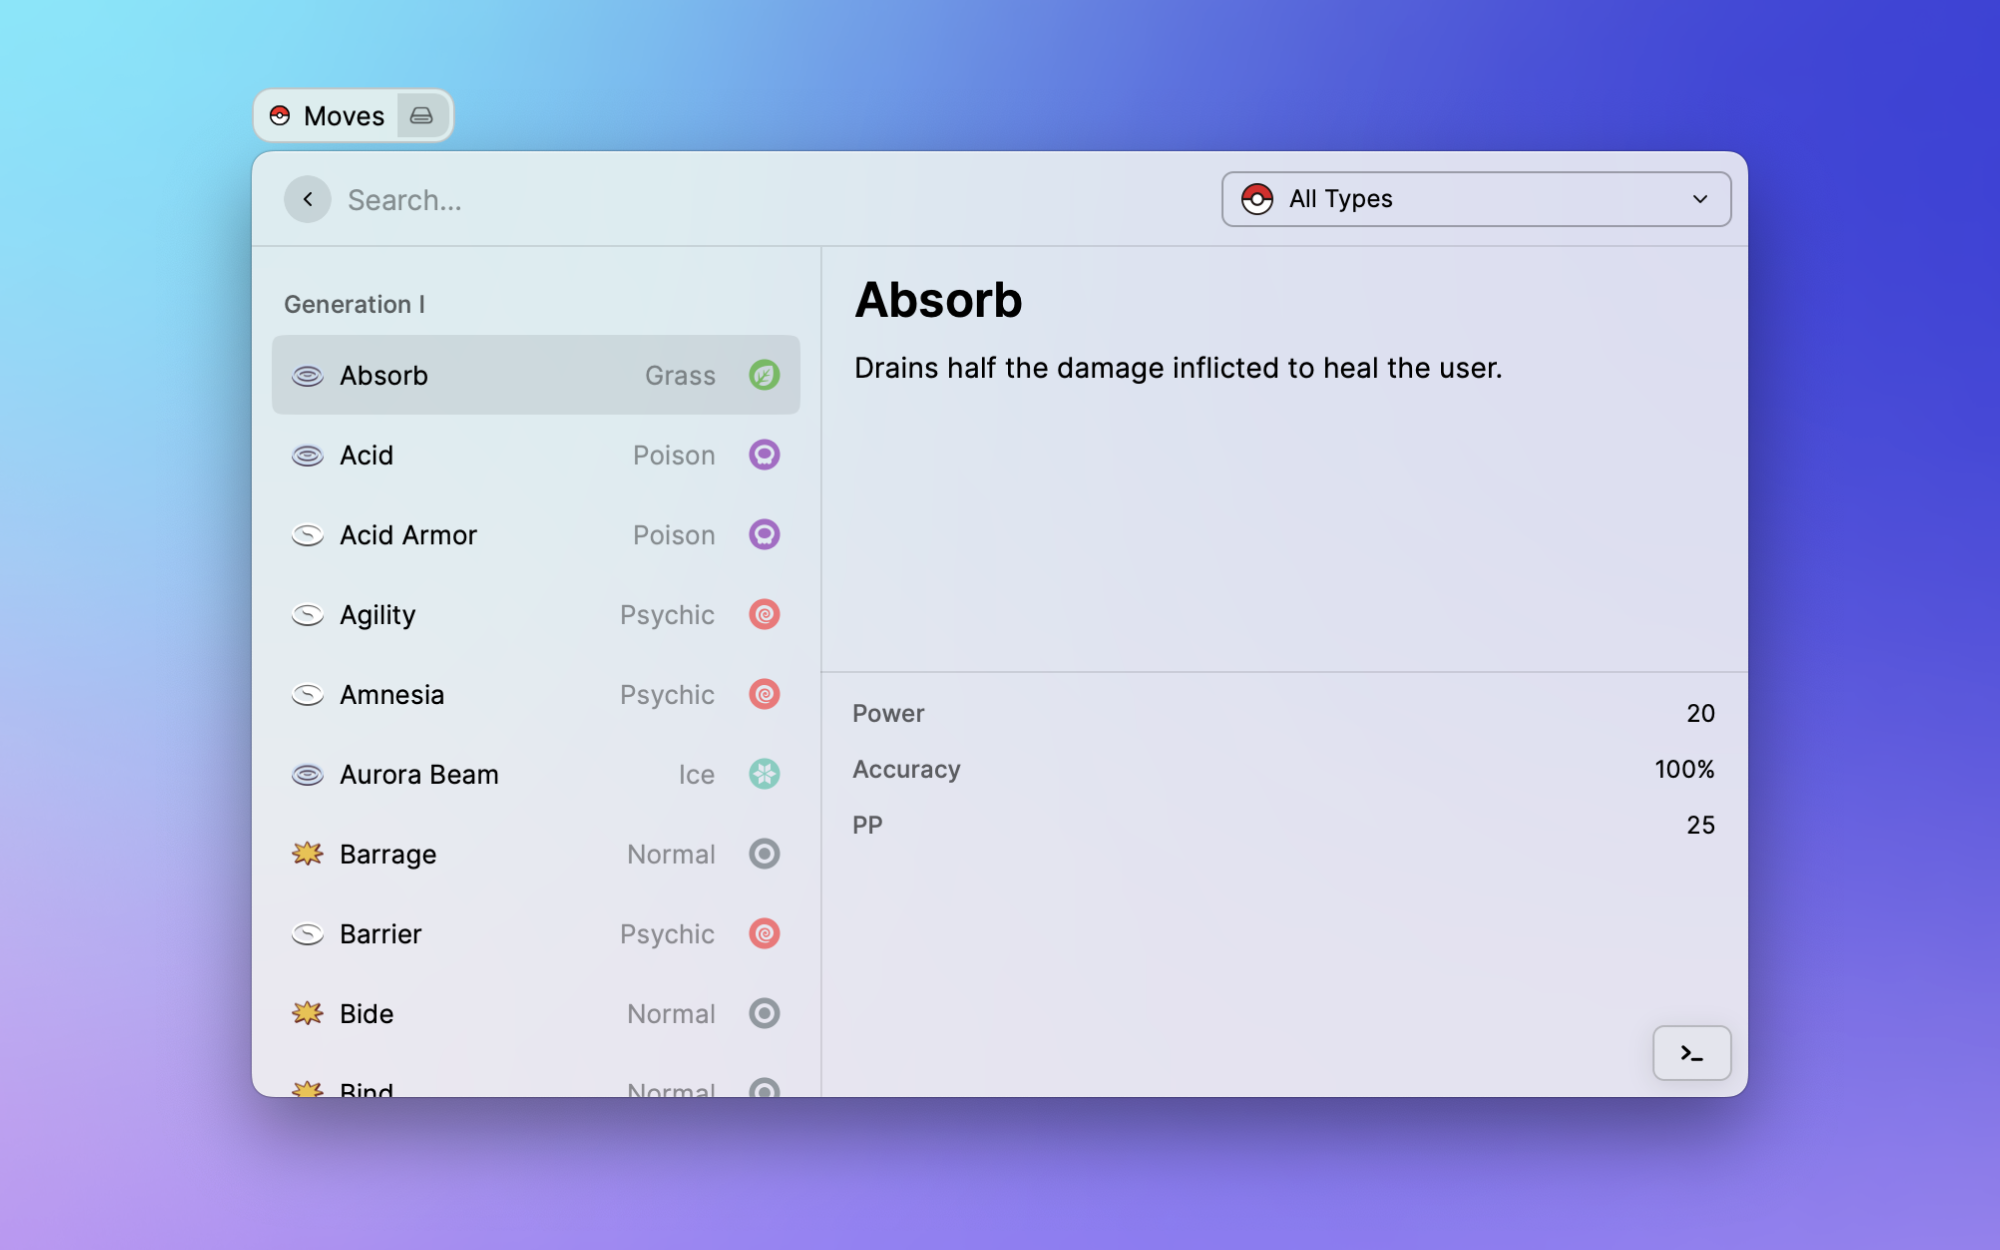 Moves
Search...
All Types
Generation I
Absorb Grass
Acid Poison
Acid Armor Poison
Agility Psychic
Amnesia Psychic
Aurora Beam Ice
Barrage Normal
Barrier Psychic
Bide Normal
Bind Normal
Absorb
Drains half the damage inflicted to heal the user.
Power 20
Accuracy 100%
PP 25